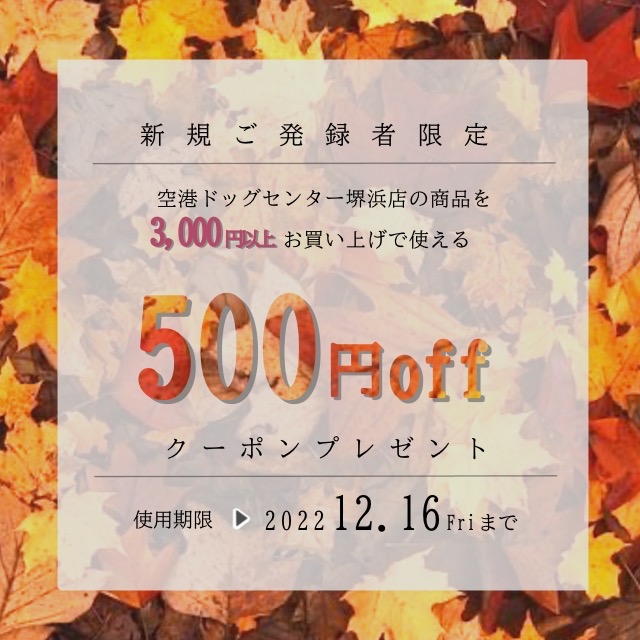 新規ご発録者限定
空港ドッグセンター堺浜店の商品を
3,000円以上 お買い上げで使える
500円off
クーポンプレゼント
使用期限 ▶ 2022 12.16 Friまで